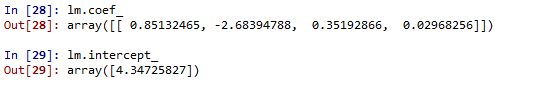 In [28]: lm.coef_
Out[28]: array([[ 0.85132465, -2.68394788,  0.35192866,  0.02968256]])
In [29]: lm.intercept_
Out[29]: array([4.34725827])